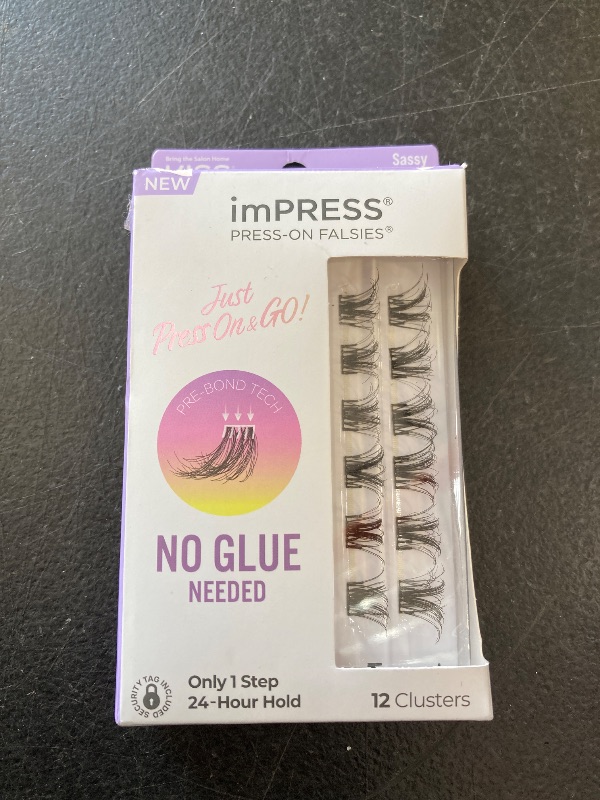 Bring the Salon Home
Sassy
NEW
imPRESS®
PRESS-ON FALSIES®
Just
Press On & GO!
PRE-BOND TECH
NO GLUE
NEEDED
SECURITY TAG INCLUDED
Only 1 Step
24-Hour Hold
12 Clusters